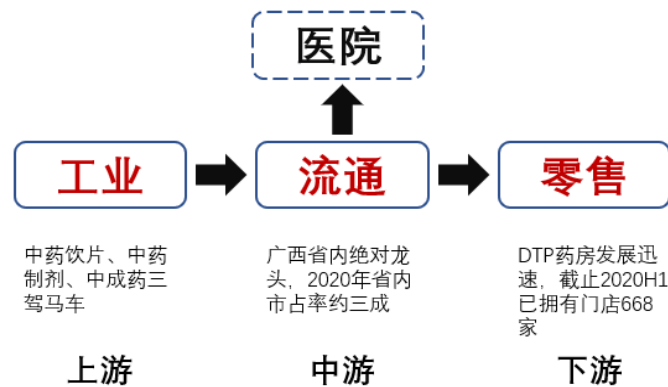 医院
工业
流通
零售
中药饮片、中药
制剂、中成药三
驾马车
广西省内绝对龙
头，2020年省内
市占率约三成
DTP药房发展迅
速，截止2020H1
已拥有门店668
家
上游
中游
下游